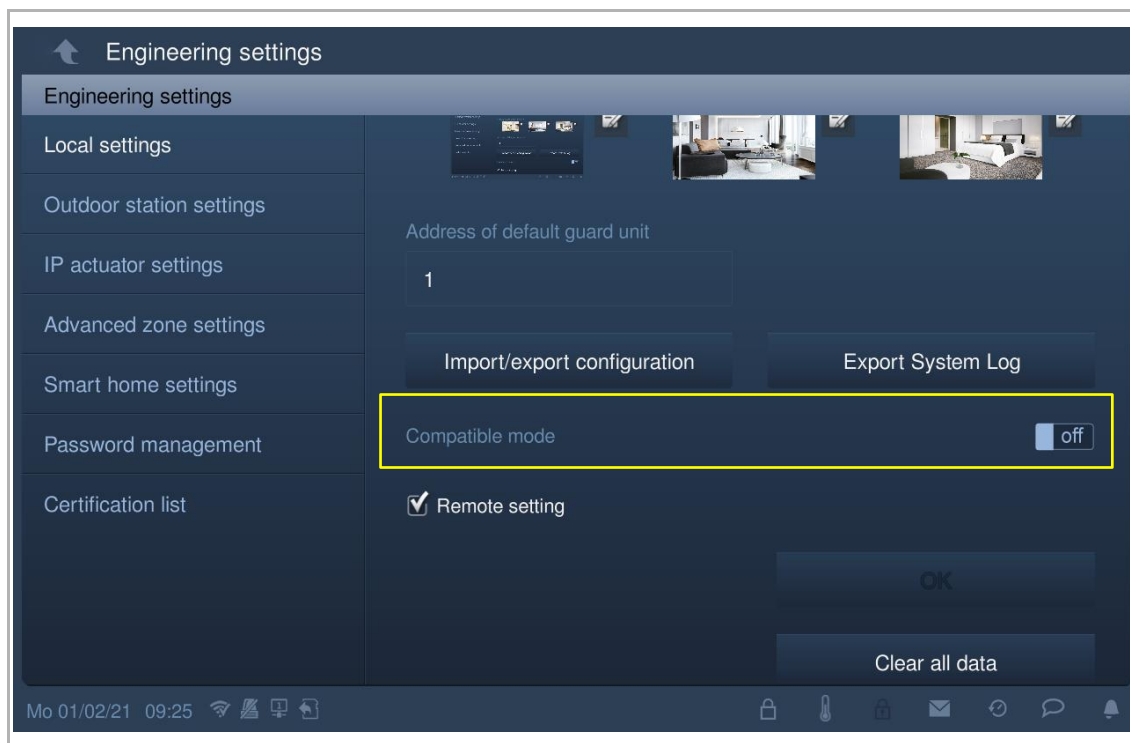 Engineering settings
Engineering settings
Local settings
Outdoor station settings
IP actuator settings
Advanced zone settings
Smart home settings
Password management
Certification list
Address of default guard unit
1
Import/export configuration
Export System Log
Compatible mode
off
Remote setting
OK
Clear all data
Mo 01/02/21 09:25